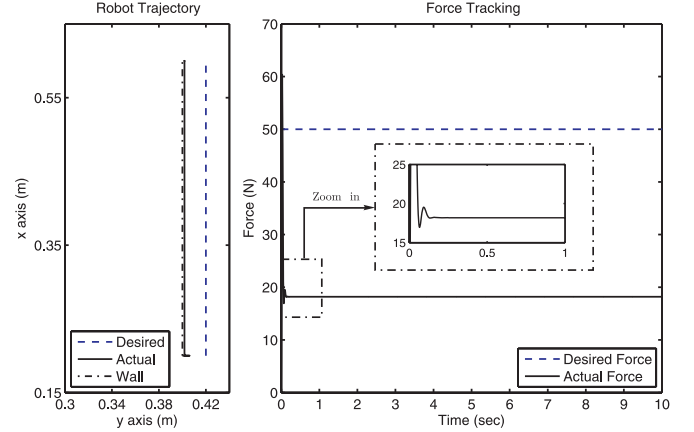 Robot Trajectory
x axis (m)
0.55
0.35
0.15
0.3
0.34
0.38
0.42
y axis (m)
Desired
Actual
Wall
Force Tracking
Force (N)
70
60
50
40
30
20
10
0
0
1
2
3
4
5
6
7
8
9
10
Time (sec)
Zoom in
25
20
15
0
0.5
1
Desired Force
Actual Force